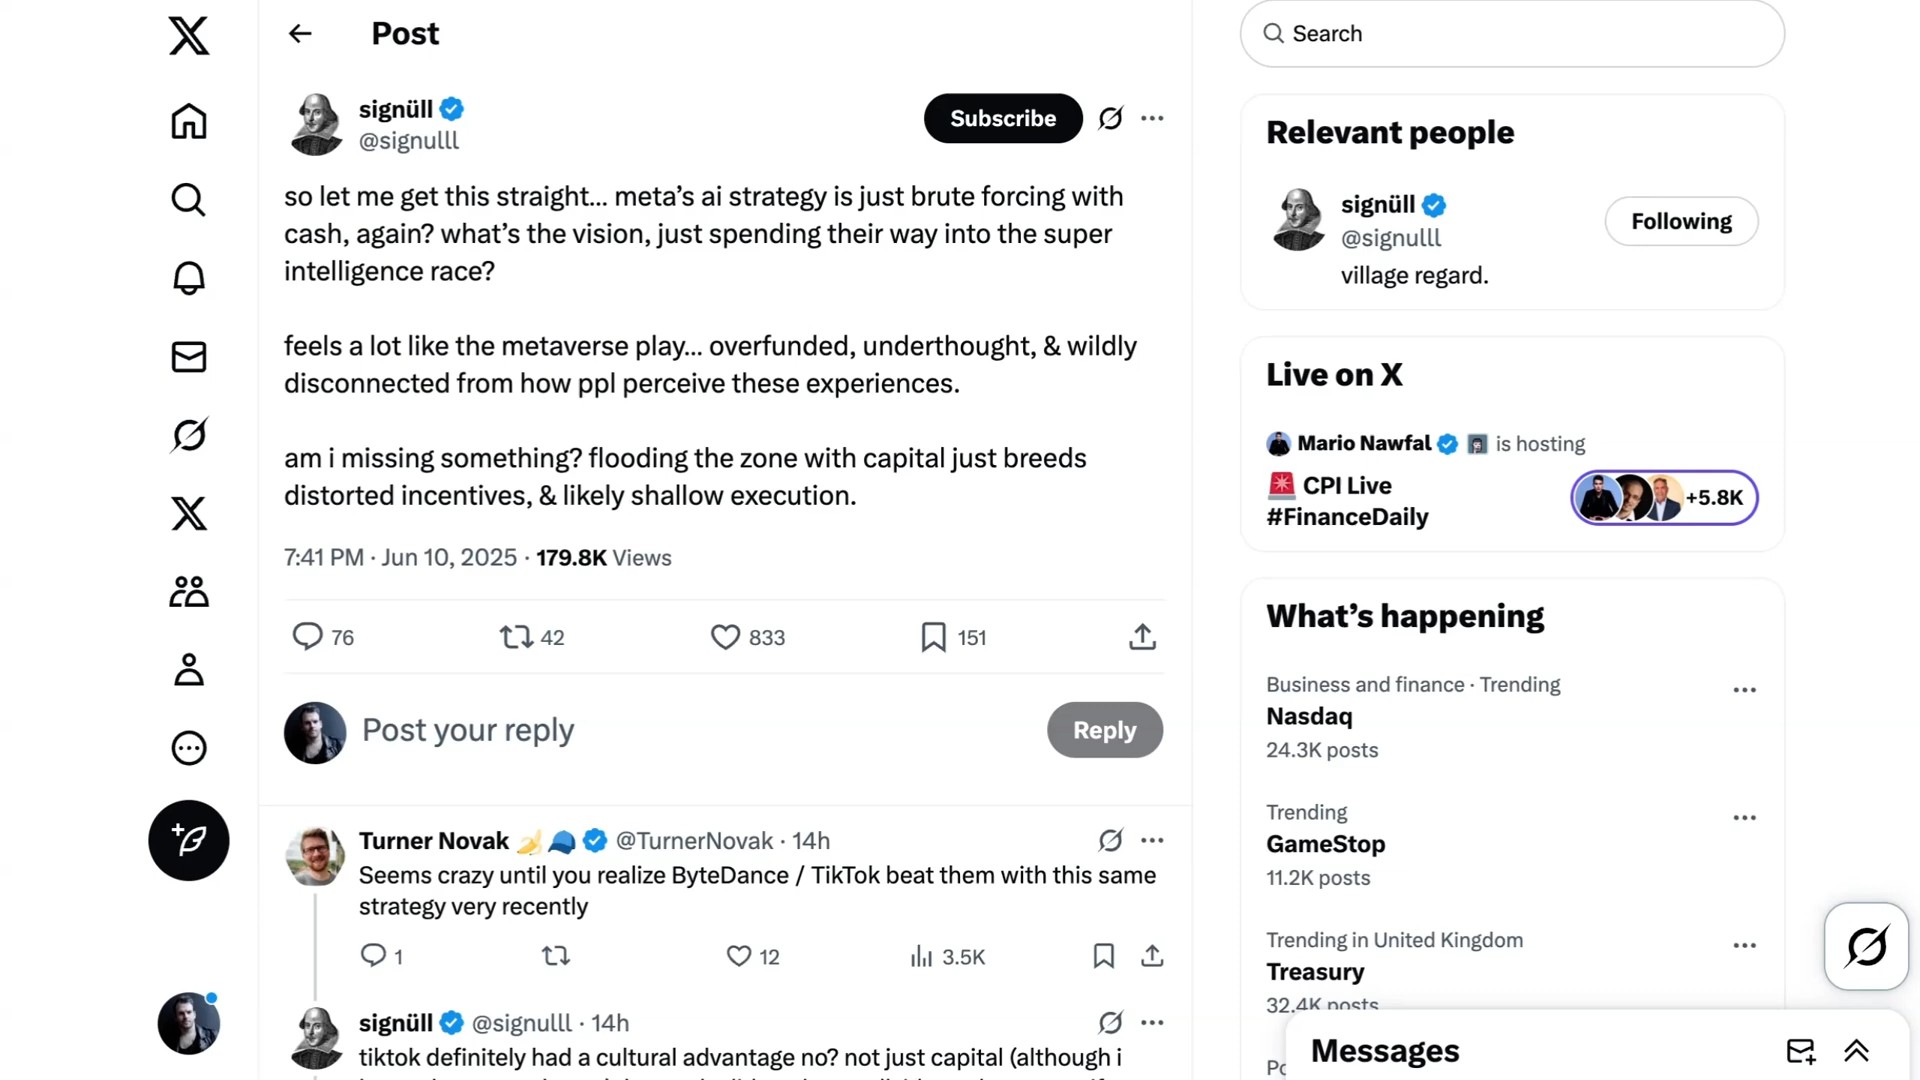 Post
signüll
@signulll
Subscribe
so let me get this straight... meta's ai strategy is just brute forcing with
cash, again? what's the vision, just spending their way into the super
intelligence race?
feels a lot like the metaverse play... overfunded, underthought, & wildly
disconnected from how ppl perceive these experiences.
am i missing something? flooding the zone with capital just breeds
distorted incentives, & likely shallow execution.
7:41 PM · Jun 10, 2025 · 179.8K Views
76 42 833 151
Post your reply
Reply
Turner Novak @TurnerNovak · 14h
Seems crazy until you realize ByteDance / TikTok beat them with this same
strategy very recently
1 12 3.5K
signüll @signulll · 14h
tiktok definitely had a cultural advantage no? not just capital (although i
Search
Relevant people
signüll
@signulll
Following
village regard.
Live on X
Mario Nawfal is hosting
CPI Live
#FinanceDaily
+5.8K
What's happening
Business and finance · Trending
Nasdaq
24.3K posts
Trending
GameStop
11.2K posts
Trending in United Kingdom
Treasury
32.4K posts
Messages